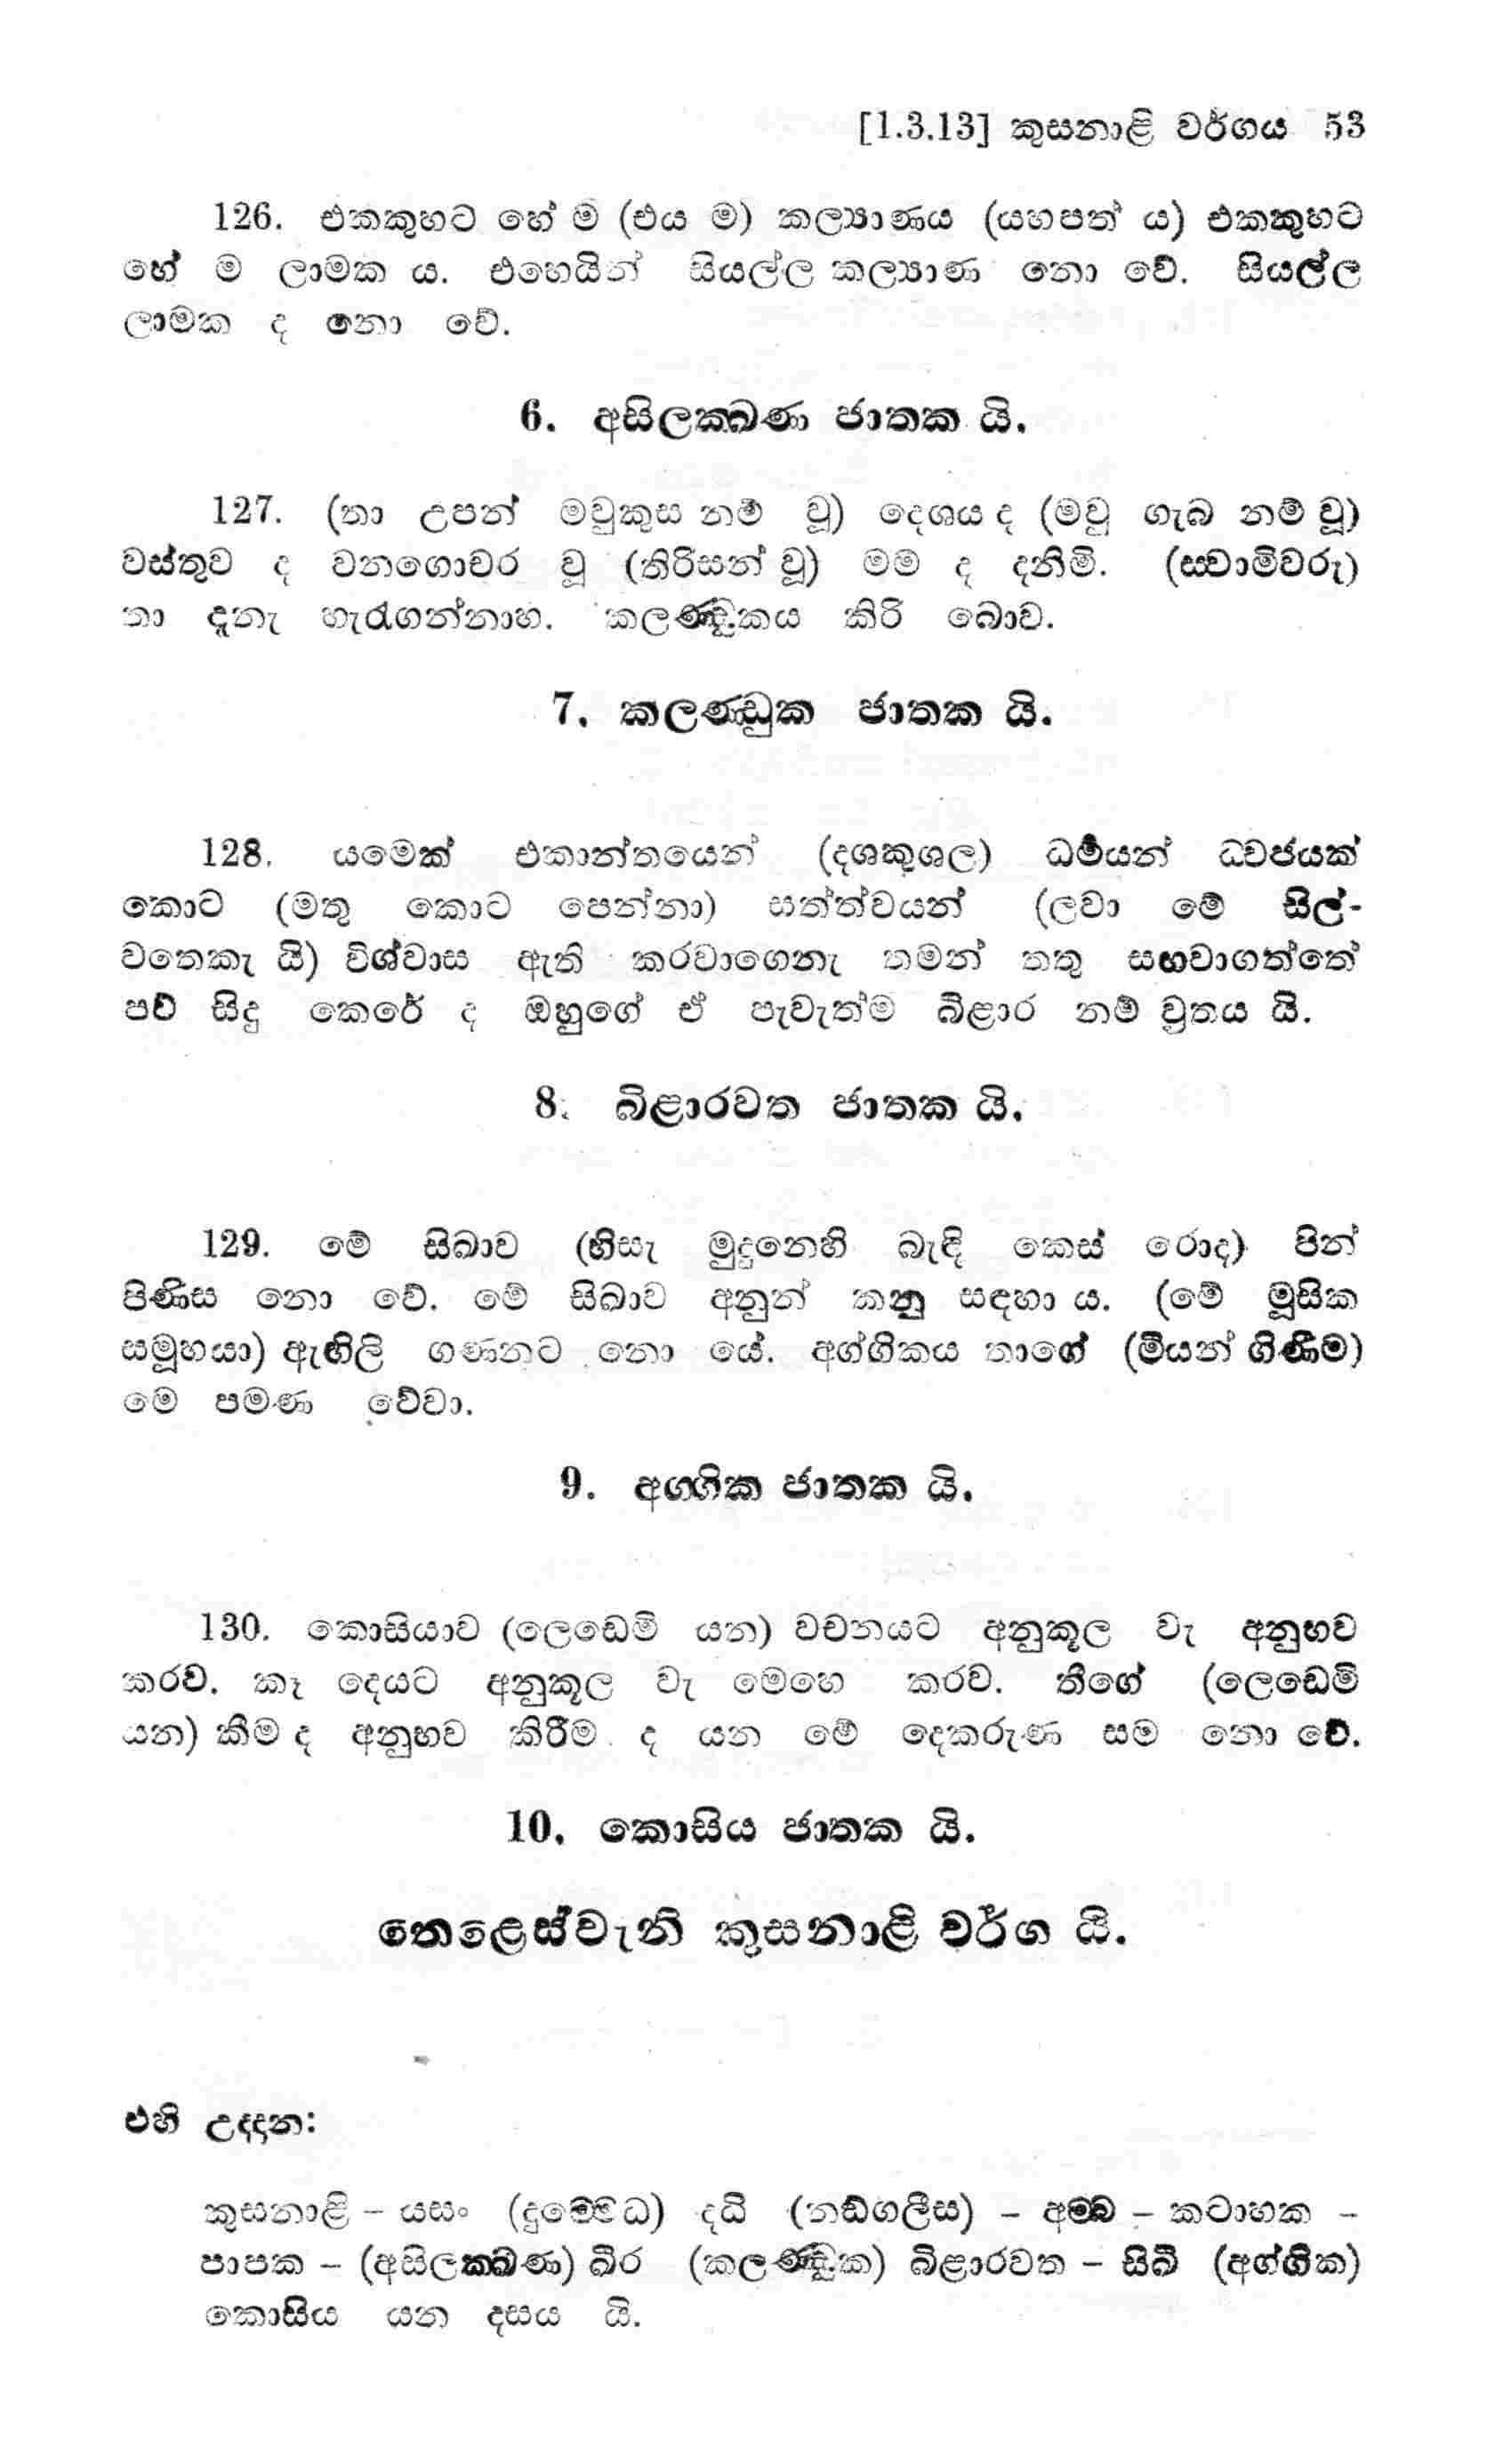 [1.3.13] කුසනාළි වර්ගය 53
126. එකකුහට හේ ම (එය ම) කල්‍යාණය (යහපත් ය) එකකුහට
හේ ම ලාමක ය. එහෙයින් සියල්ල කල්‍යාණ නො වේ. සියල්ල
ලාමක ද නො වේ.
6. අසිලක‍්ඛණ ජාතක යි.
127. (තා උපන් මවුකුස නම් වූ) දෙශය ද (මවු ගැබ නම් වූ)
වස්තුව ද වනගොචර වූ (තිරිසන් වූ) මම ද දනිමි. (ස්වාමිවරු)
තා දැනැ හැරගන්නාහ. කලණ්ඩුකය කිරි බොව.
7. කලණ්ඩුක ජාතක යි.
128. යමෙක් එකාන්තයෙන් (දශකුශල) ධර්‍මයන් ධ්වජයක්
කොට (මතු කොට පෙන්නා) සත්ත්වයන් (ලවා මේ සිල්-
වතෙකැ යි) විශ්වාස ඇති කරවාගෙනැ තමන් තතු සඟවාගත්තේ
පව් සිදු කෙරේ ද ඔහුගේ ඒ පැවැත්ම බිළාර නම් ව්‍රතය යි.
8. බිළාරවත ජාතක යි.
129. මේ සිඛාව (හිසැ මුදුනෙහි බැඳි කෙස් රොද) පින්
පිණිස නො වේ. මේ සිඛාව අනුන් කනු සඳහා ය. (මේ මූසික
සමූහයා) ඇඟිලි ගණනට නො යේ. අග්ගිකය තාගේ (මීයන් ගිණීම)
මෙ පමණ වේවා.
9. අග‍්ගික ජාතක යි.
130. කොසියාව (ලෙඩෙමි යන) වචනයට අනුකූල වැ අනුභව
කරව. කෑ දෙයට අනුකූල වැ මෙහෙ කරව. තීගේ (ලෙඩෙමි
යන) කීම ද අනුභව කිරීම ද යන මේ දෙකරුණ සම නො වේ.
10. කොසිය ජාතක යි.
තෙළෙස්වැනි කුසනාළි වර්ග යි.
එහි උද්දාන:
කුසනාළි – යසං (දුම්මේධ) දධි (නඞ්ගලීස) – අම්බ – කටාහක –
පාපක – (අසිලක‍්ඛණ) ඛීර (කලණ්ඩුක) බිළාරවත – සිඛී (අග්ගික)
කොසිය යන දසය යි.